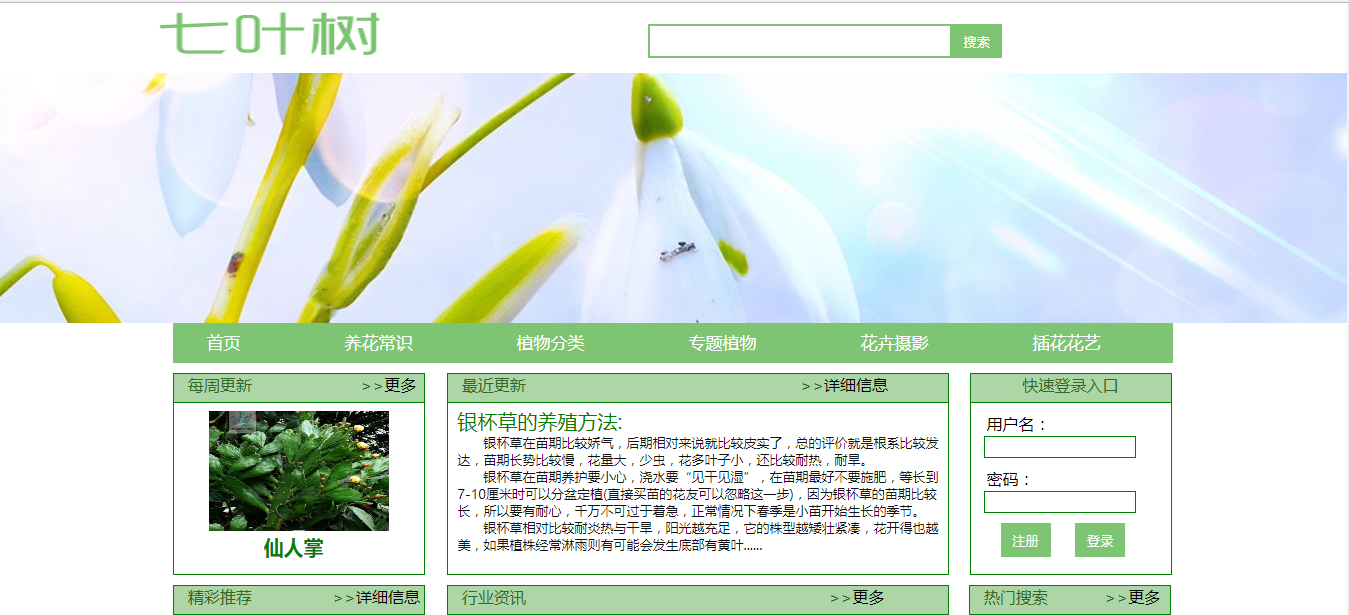 七叶树
搜索
首页 养花常识 植物分类 专题植物 花卉摄影 插花花艺
每周更新 >>更多
仙人掌
最近更新 >>详细信息
银杯草的养殖方法:
银杯草在苗期比较娇气，后期相对来说就比较皮实了，总的评价就是根系比较发
达，苗期长势比较慢，花量大，少虫，花多叶子小，还比较耐热，耐旱。
银杯草在苗期养护要小心，浇水要“见干见湿”，在苗期最好不要施肥，等长到
7-10厘米时可以分盆定植(直接买苗的花友可以忽略这一步)，因为银杯草的苗期比较
长，所以要有耐心，千万不可过于着急，正常情况下春季是小苗开始生长的季节。
银杯草相对比较耐炎热与干旱，阳光越充足，它的株型越矮壮紧凑，花开得也越
美，如果植株经常淋雨则有可能会发生底部有黄叶......
快速登录入口
用户名：
密码：
注册 登录
精彩推荐 >>详细信息
行业资讯 >>更多
热门搜索 >>更多